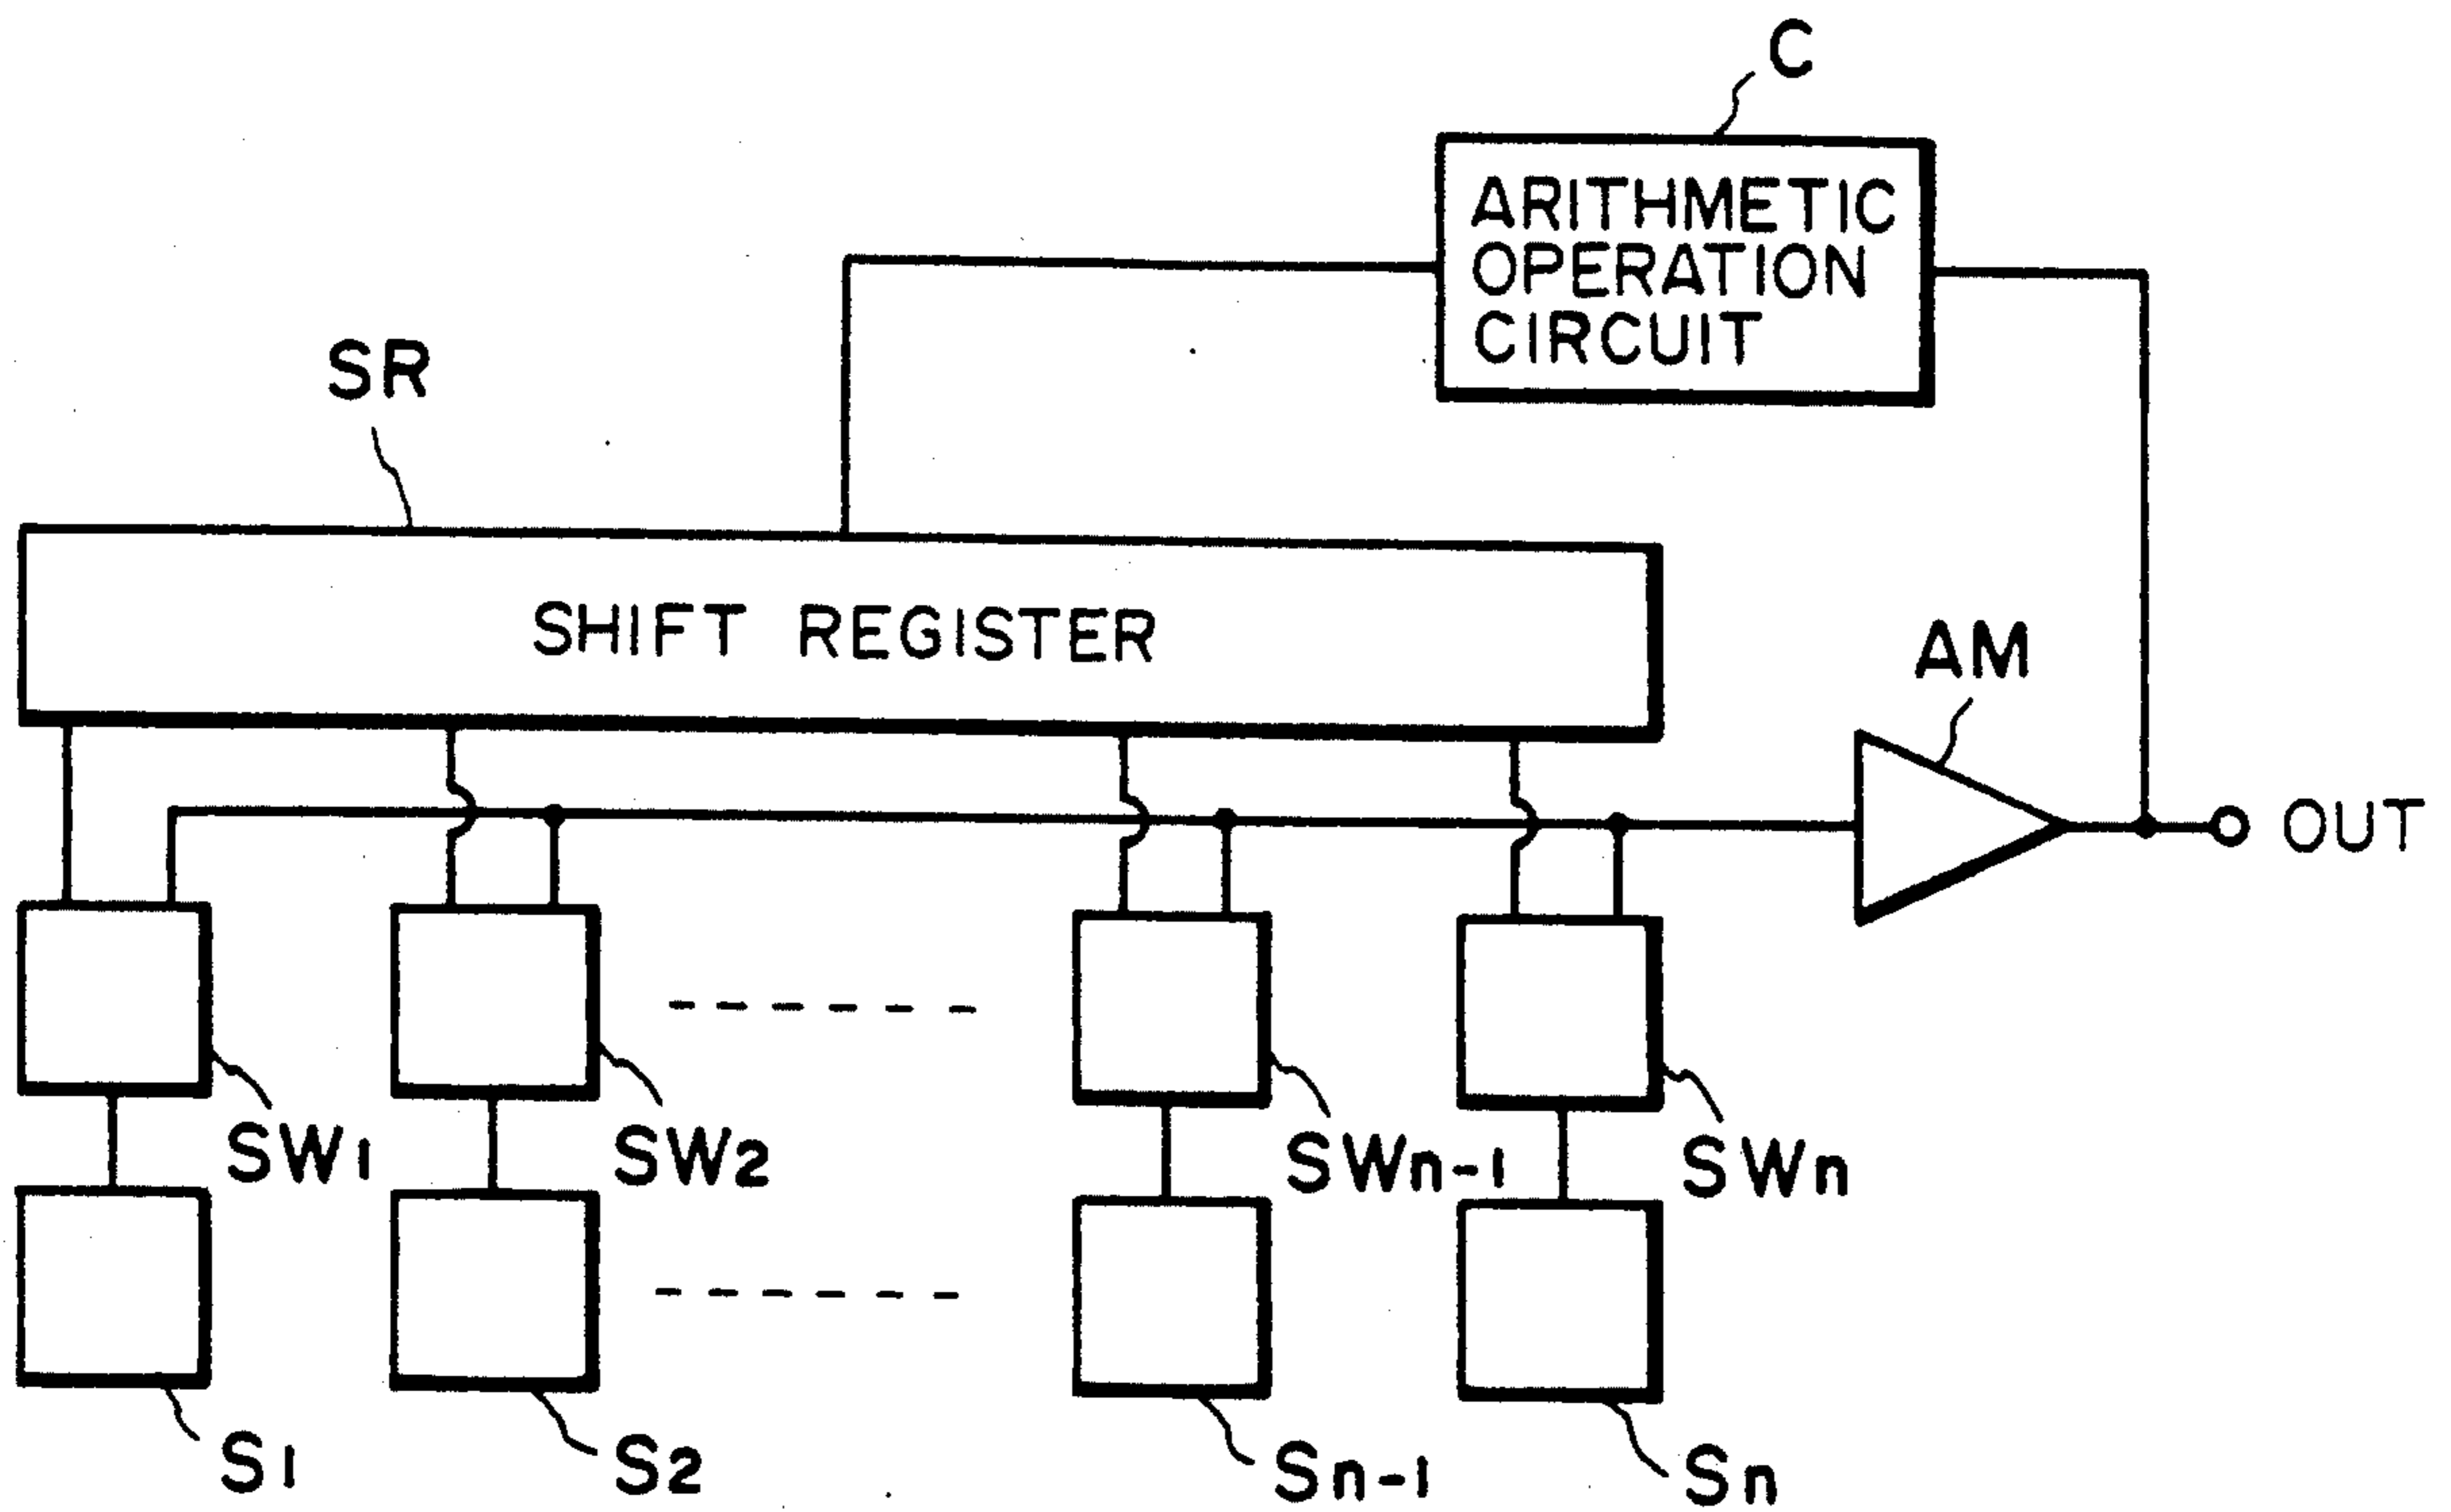 C
ARITHMETIC
OPERATION
CIRCUIT
SR
SHIFT REGISTER
AM
OUT
SW1
SW2
SWn-1
SWn
S1
S2
Sn-1
Sn